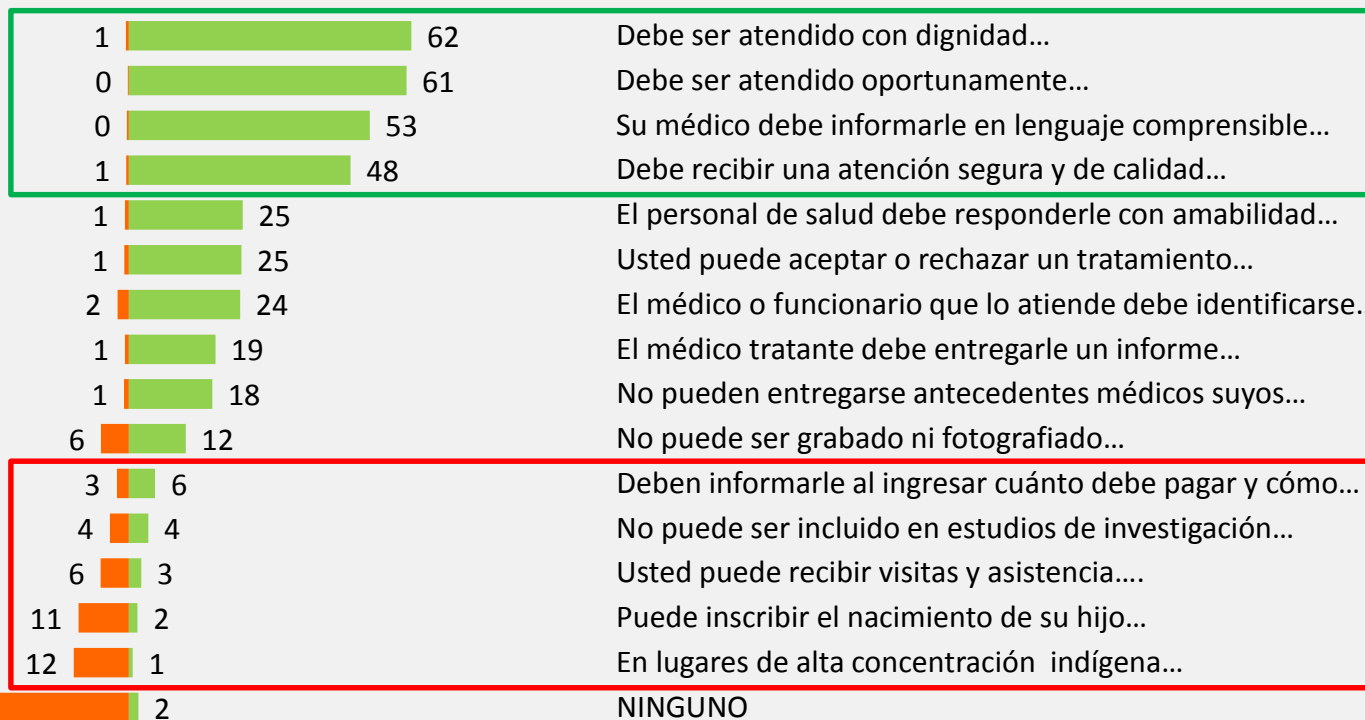 1 62 Debe ser atendido con dignidad...
0 61 Debe ser atendido oportunamente...
0 53 Su médico debe informarle en lenguaje comprensible...
1 48 Debe recibir una atención segura y de calidad...
1 25 El personal de salud debe responderle con amabilidad...
1 25 Usted puede aceptar o rechazar un tratamiento...
2 24 El médico o funcionario que lo atiende debe identificarse..
1 19 El médico tratante debe entregarle un informe...
1 18 No pueden entregarse antecedentes médicos suyos...
6 12 No puede ser grabado ni fotografiado...
3 6 Deben informarle al ingresar cuánto debe pagar y cómo...
4 4 No puede ser incluido en estudios de investigación...
6 3 Usted puede recibir visitas y asistencia....
11 2 Puede inscribir el nacimiento de su hijo...
12 1 En lugares de alta concentración indígena...
2 NINGUNO